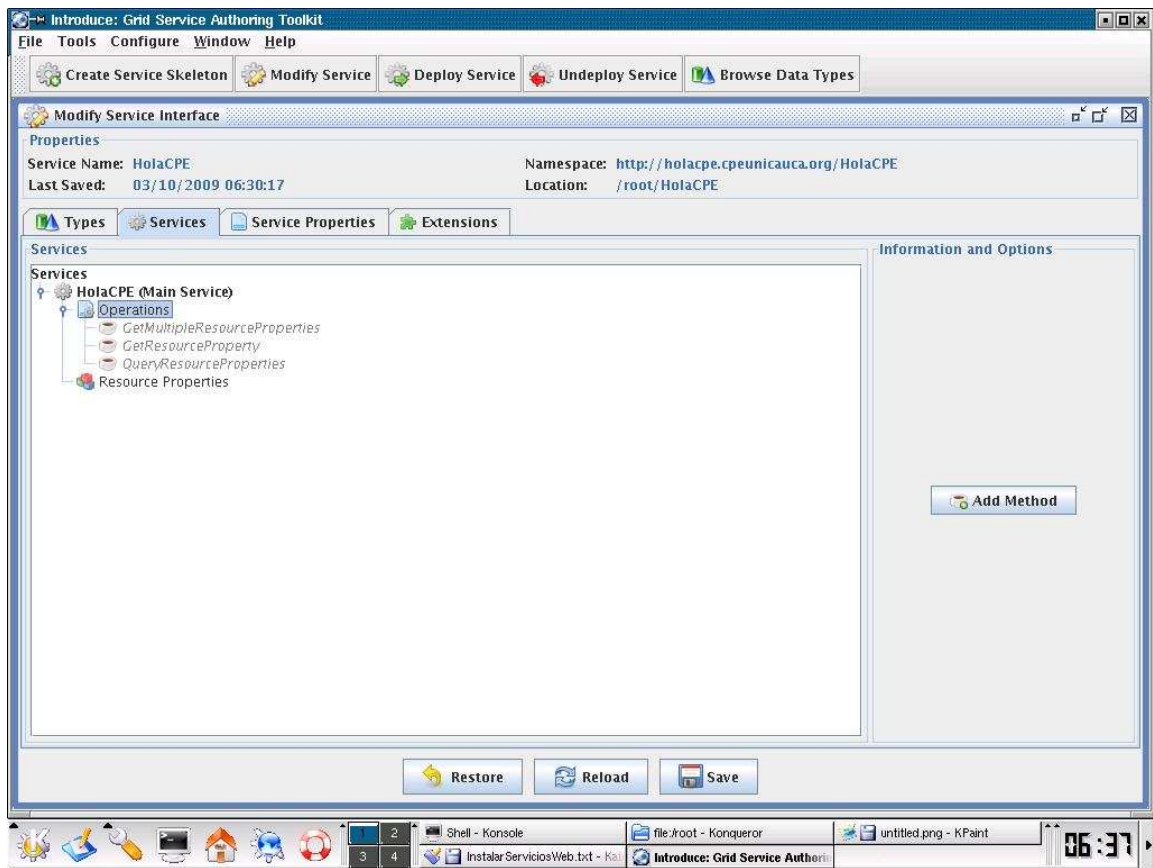 Introduce: Grid Service Authoring Toolkit
File Tools Configure Window Help
Create Service Skeleton Modify Service Deploy Service Undeploy Service Browse Data Types
Modify Service Interface
Properties
Service Name: HolaCPE Namespace: http://holacpe.cpeunicauca.org/HolaCPE
Last Saved: 03/10/2009 06:30:17 Location: /root/HolaCPE
Types Services Service Properties Extensions
Services Information and Options
Services
HolaCPE (Main Service)
Operations
GetMultipleResourceProperties
GetResourceProperty
QueryResourceProperties
Resource Properties
Add Method
Restore Reload Save
1 2 Shell - Konsole file:/root - Konqueror untitled.png - KPaint
3 4 InstalarServiciosWeb.txt - Introduce: Grid Service
06:37